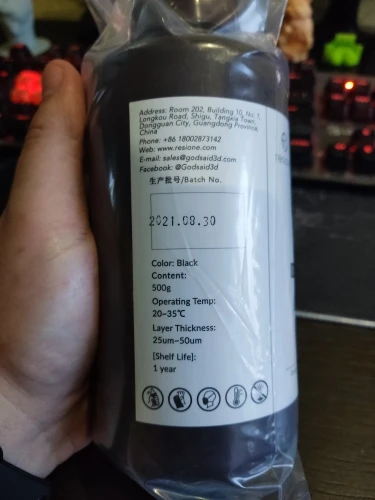 Address: Room 202, Building 10, No. 7,
Longkou Road, Shigu, Tangxia Town,
Dongguan City, Guangdong Province,
China
Phone: +86 18002873142
Web: www.resione.com
E-mail: sales@godsaid3d.com
Facebook: @Godsaid3d
生产批号/Batch No.
2021.08.30
Color: Black
Content:
500g
Operating Temp:
20~35℃
Layer Thickness:
25um~50um
[Shelf Life]:
1 year